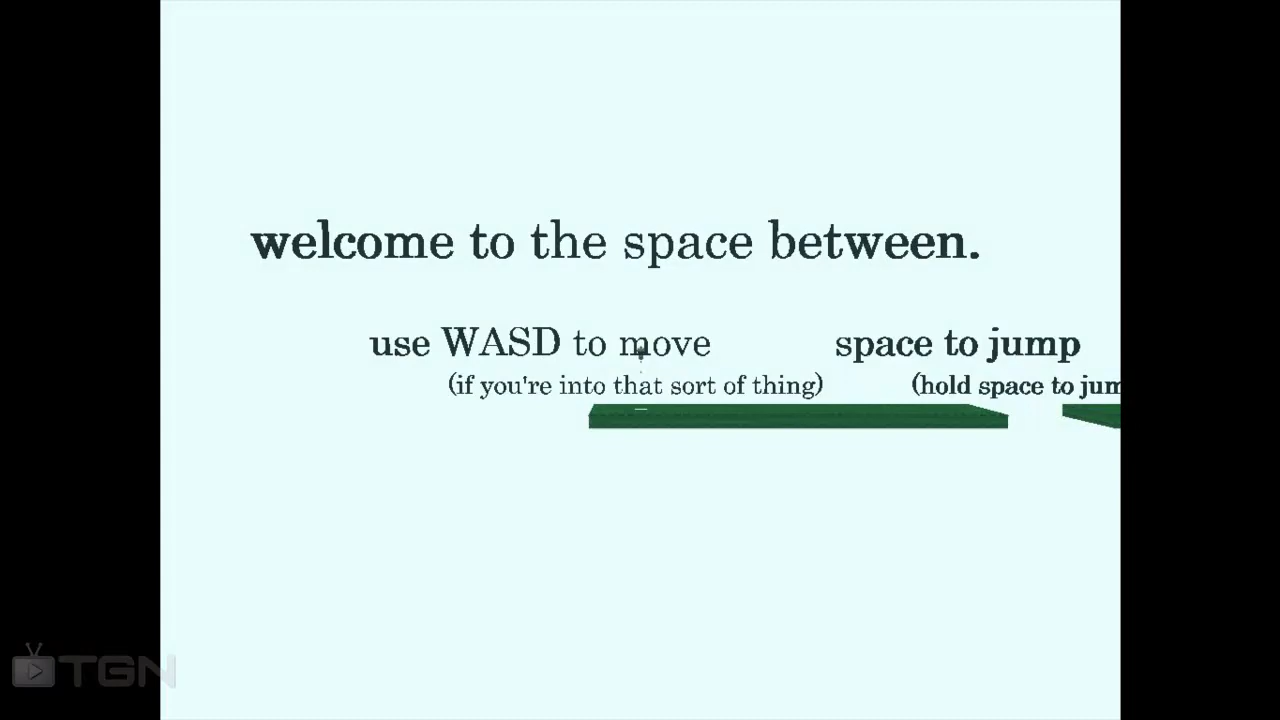 welcome to the space between.
use WASD to move
space to jump
(if you're into that sort of thing)
(hold space to jum
TGN